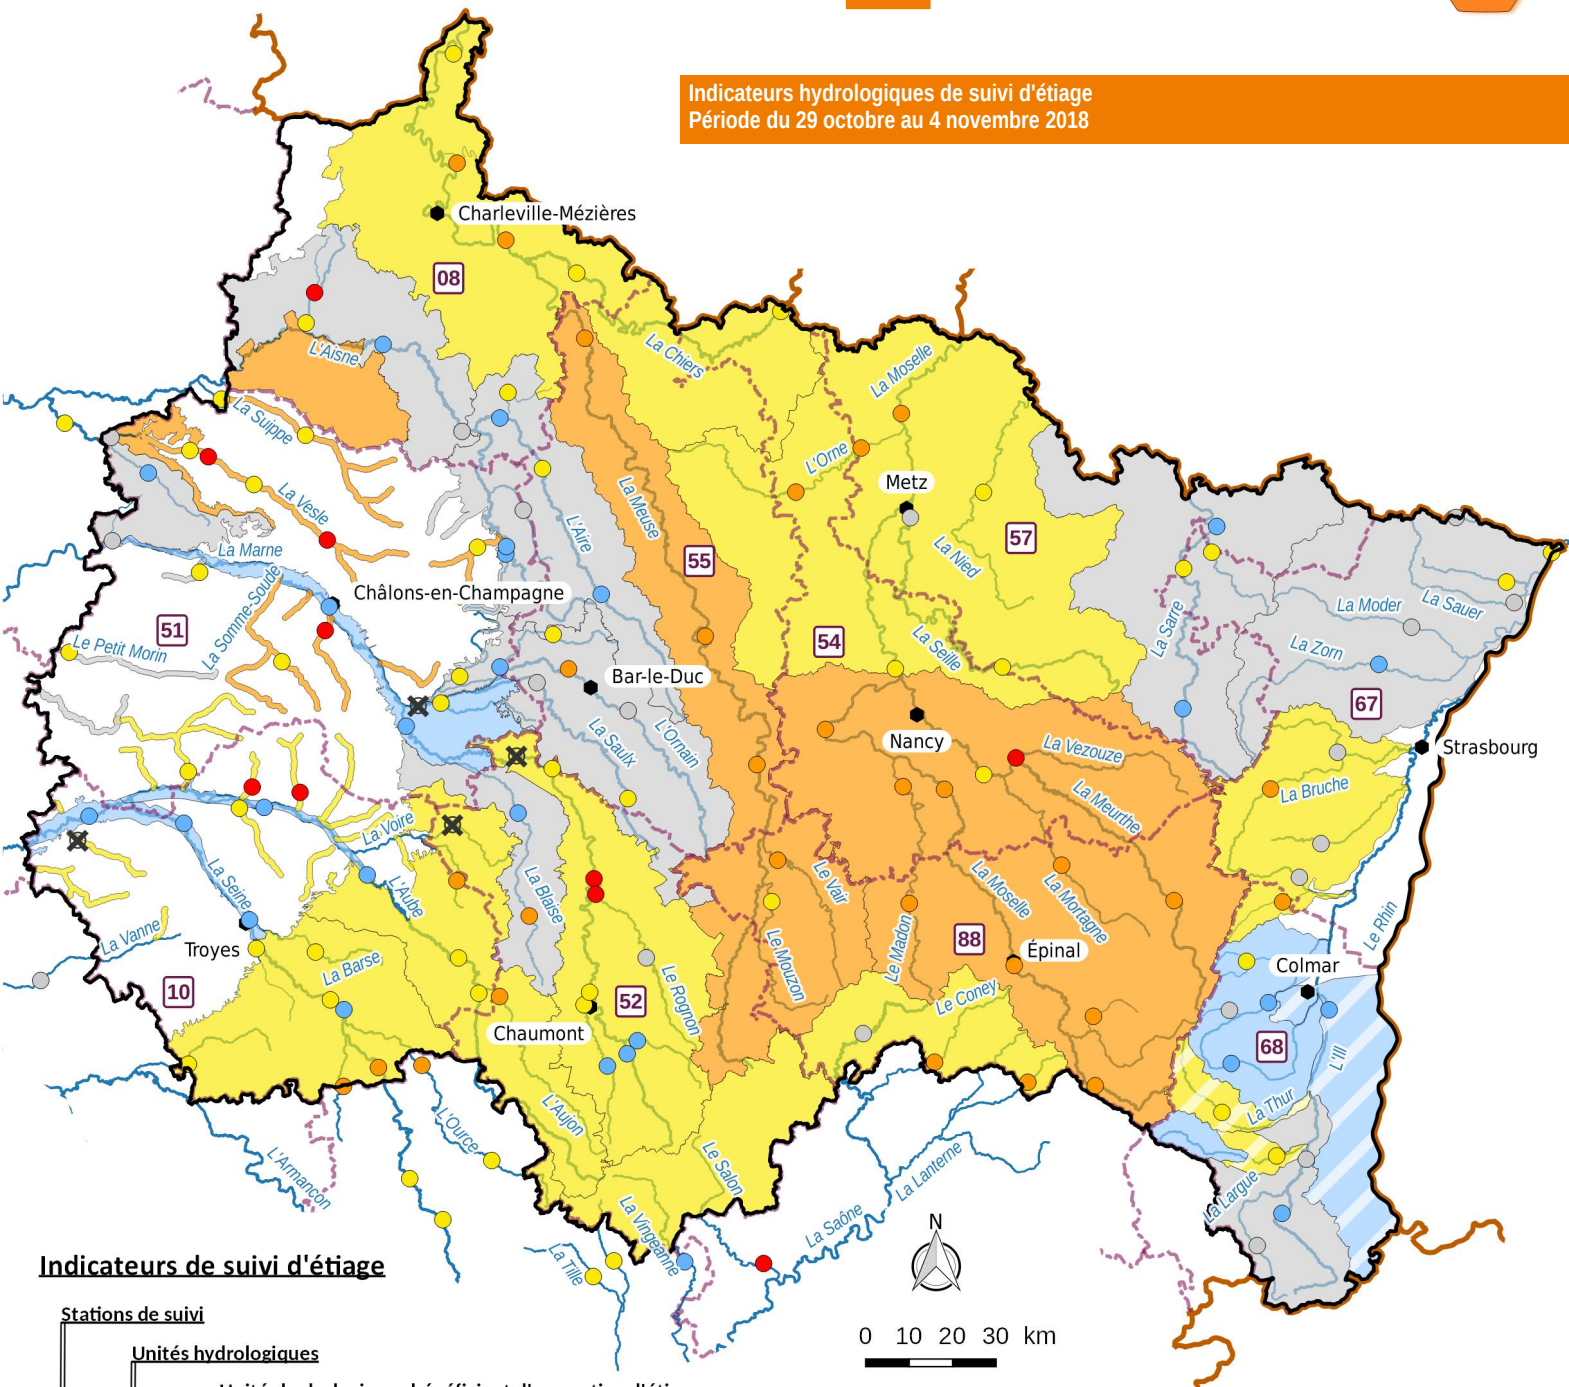 Indicateurs hydrologiques de suivi d'étiage
Période du 29 octobre au 4 novembre 2018
Charleville-Mézières
08
L'Aisne
La Chiers
La Moselle
La Suippe
L'Orne
Metz
La Vesle
La Meuse
L'Aire
57
La Nied
La Marne
55
Châlons-en-Champagne
La Somme-Soude
La Moder
La Sauer
51
54
La Sarre
Le Petit Morin
La Seille
La Zorn
Bar-le-Duc
67
Nancy
La Vezouze
Strasbourg
La Saulx
L'Ornain
La Bruche
La Meurthe
La Voire
La Seine
L'Aube
La Blaise
Le Vair
La Moselle
La Mortagne
Le Rhin
La Vanne
Troyes
88
Épinal
Le Madon
Colmar
La Barse
Le Mouzon
10
52
Le Rognon
Le Coney
Chaumont
68
L'Ill
L'Aujon
La Thur
L'Ource
L'Armançon
Le Salon
La Lanterne
La Largue
La Saône
La Vingeanne
La Tille
N
0 10 20 30 km
Indicateurs de suivi d'étiage
Stations de suivi
Unités hydrologiques